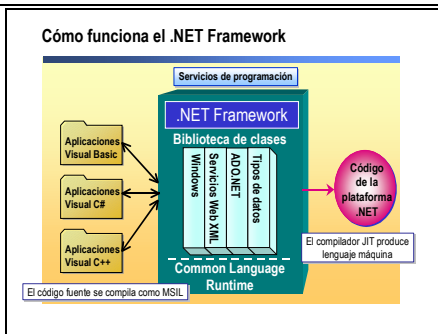 Cómo funciona el .NET Framework
Servicios de programación
.NET Framework
Biblioteca de clases
Windows
Servicios Web XML
ADO.NET
Tipos de datos
Common Language
Runtime
Aplicaciones
Visual Basic
Aplicaciones
Visual C#
Aplicaciones
Visual C++
El código fuente se compila como MSIL
Código
de la
plataforma
.NET
El compilador JIT produce
lenguaje máquina